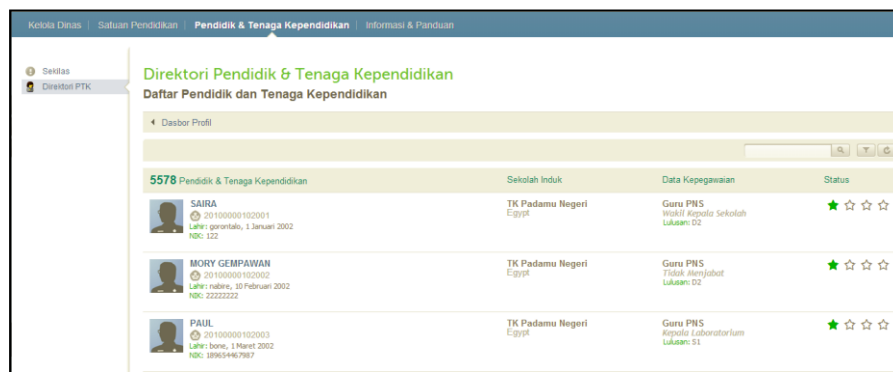 Kelola Dinas | Satuan Pendidikan | Pendidik & Tenaga Kependidikan | Informasi & Panduan
Sekilas
Direktori PTK
Direktori Pendidik & Tenaga Kependidikan
Daftar Pendidik dan Tenaga Kependidikan
Dasbor Profil
5578 Pendidik & Tenaga Kependidikan Sekolah Induk Data Kepegawaian Status
SAIRA TK Padamu Negeri Guru PNS
20100000102001 Egypt Wakil Kepala Sekolah
Lahir: gorontalo, 1 Januari 2002 Lulusan: D2
NIK: 122
MORY GEMPAWAN TK Padamu Negeri Guru PNS
20100000102002 Egypt Tidak Menjabat
Lahir: nabire, 10 Februari 2002 Lulusan: D2
NIK: 22222222
PAUL TK Padamu Negeri Guru PNS
20100000102003 Egypt Kepala Laboratorium
Lahir: bone, 1 Maret 2002 Lulusan: S1
NIK: 189654467987